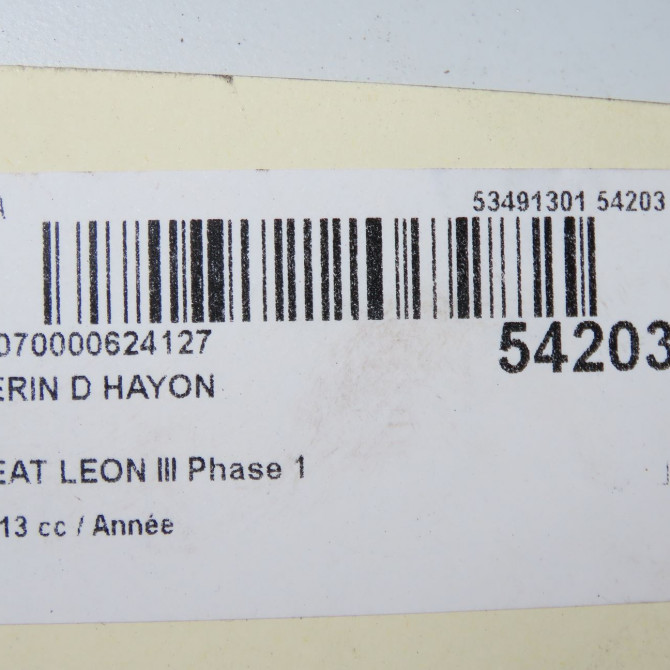 A 53491301 54203
070000624127
54203
ERIN D HAYON
EAT LEON III Phase 1
13 cc / Année